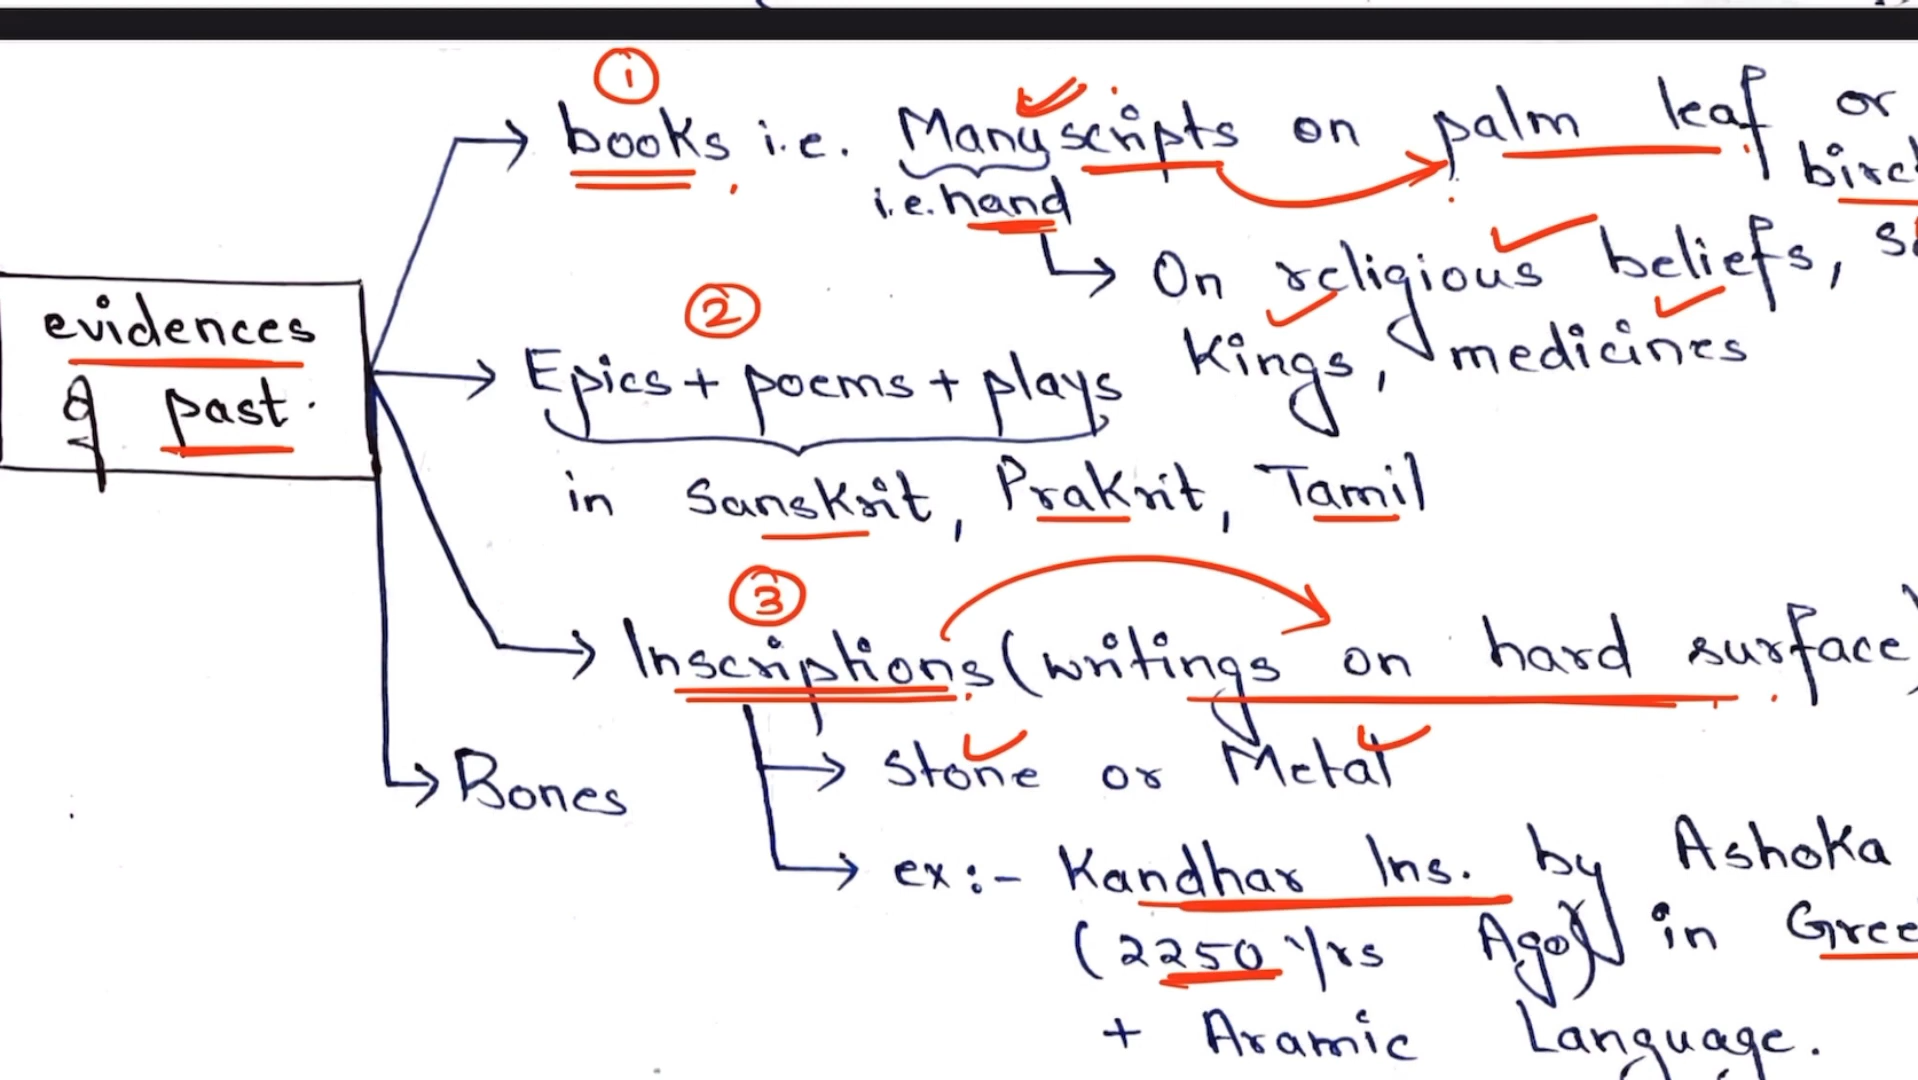 ①
books i.e. Manuscripts on palm leaf or
birc
i.e. hand
On religious beliefs,
Kings, medicines
②
Epics + poems + plays
in Sanskrit, Prakrit, Tamil
evidences
of past.
③
Inscriptions (writings on hard surface)
Stone or Metal
Bones
ex:- Kandhar Ins. by Ashoka
(2250 Yrs Ago) in Gree
+ Aramic Language.